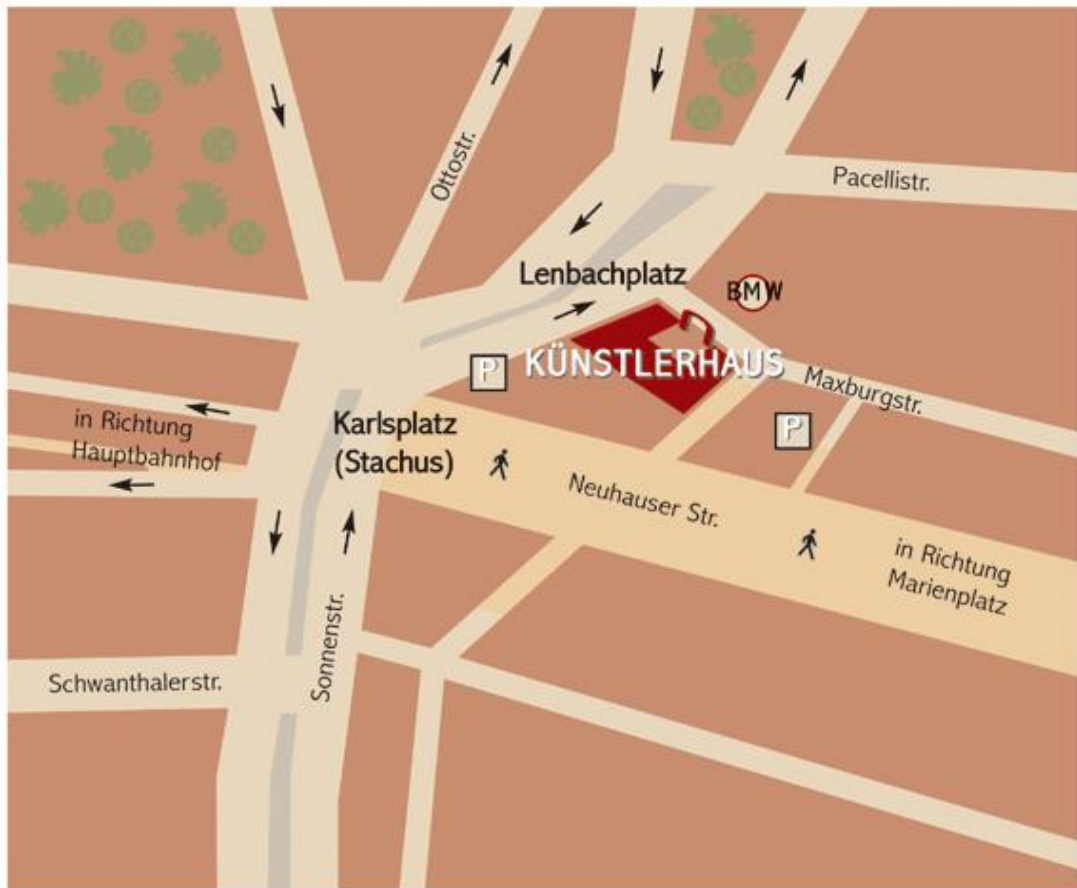 Ottostr.
Pacellistr.
Lenbachplatz
BMW
KÜNSTLERHAUS
P
Maxburgstr.
P
in Richtung
Hauptbahnhof
Karlsplatz
(Stachus)
Neuhauser Str.
in Richtung
Marienplatz
Sonnenstr.
Schwanthalerstr.